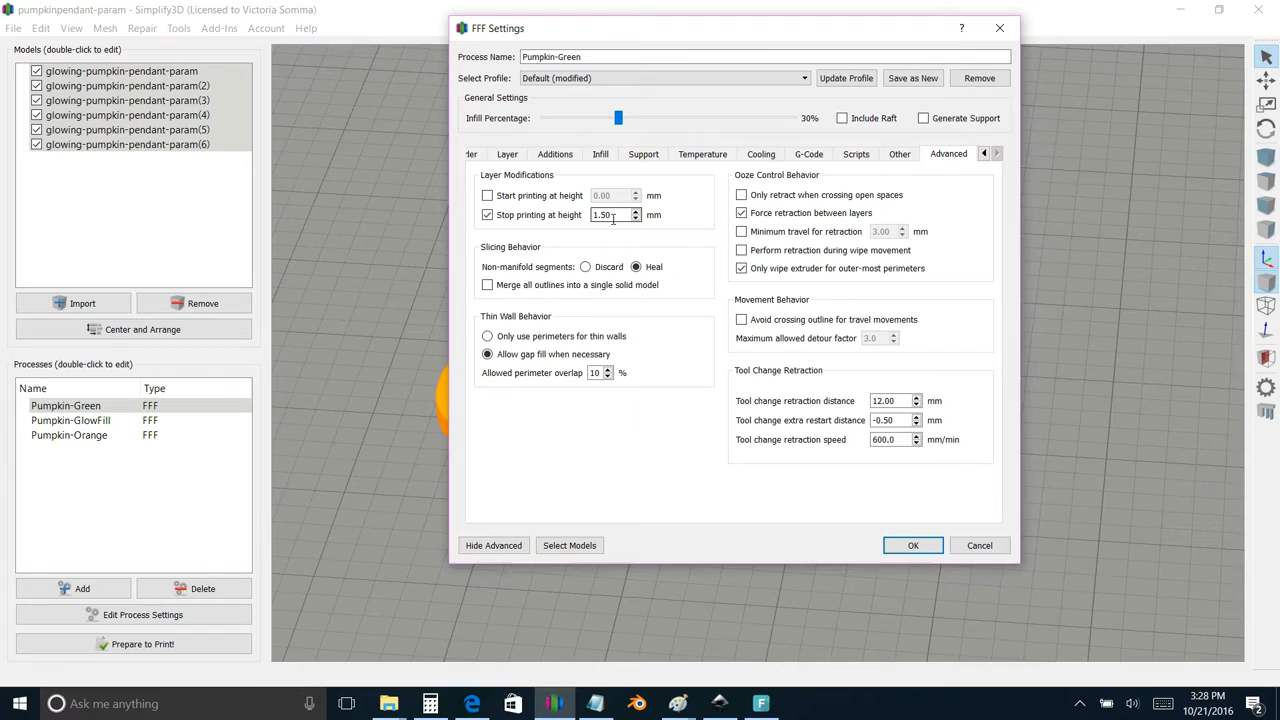 pumpkinpendant-param - Simplify3D (Licensed to Victoria Somma)
File Edit View Mesh Repair Tools Add-Ins Account Help
Models (double-click to edit)
glowing-pumpkin-pendant-param
glowing-pumpkin-pendant-param(2)
glowing-pumpkin-pendant-param(3)
glowing-pumpkin-pendant-param(4)
glowing-pumpkin-pendant-param(5)
glowing-pumpkin-pendant-param(6)
Import Remove
Center and Arrange
Processes (double-click to edit)
Name Type
Pumpkin-Green FFF
Pumpkin-GlowFill FFF
Pumpkin-Orange FFF
Add Delete
Edit Process Settings
Prepare to Print!
FFF Settings
Process Name: Pumpkin-Green
Select Profile: Default (modified) Update Profile Save as New Remove
General Settings
Infill Percentage: 30% Include Raft Generate Support
der Layer Additions Infill Support Temperature Cooling G-Code Scripts Other Advanced
Layer Modifications
Start printing at height 0.00 mm
Stop printing at height 1.50 mm
Slicing Behavior
Non-manifold segments: Discard Heal
Merge all outlines into a single solid model
Thin Wall Behavior
Only use perimeters for thin walls
Allow gap fill when necessary
Allowed perimeter overlap 10 %
Ooze Control Behavior
Only retract when crossing open spaces
Force retraction between layers
Minimum travel for retraction 3.00 mm
Perform retraction during wipe movement
Only wipe extruder for outer-most perimeters
Movement Behavior
Avoid crossing outline for travel movements
Maximum allowed detour factor 3.0
Tool Change Retraction
Tool change retraction distance 12.00 mm
Tool change extra restart distance -0.50 mm
Tool change retraction speed 600.0 mm/min
Hide Advanced Select Models OK Cancel
Ask me anything
3:28 PM
10/21/2016
2